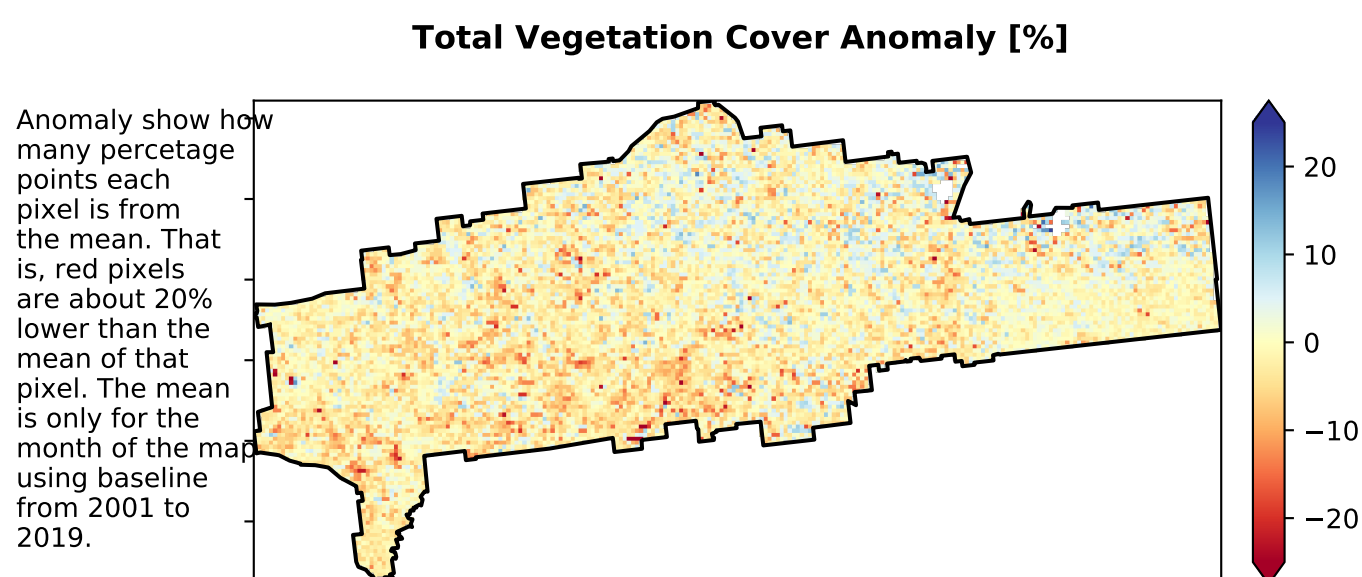 Total Vegetation Cover Anomaly [%]
Anomaly show how
many percetage
points each
pixel is from
the mean. That
is, red pixels
are about 20%
lower than the
mean of that
pixel. The mean
is only for the
month of the map
using baseline
from 2001 to
2019.
20
10
0
−10
−20